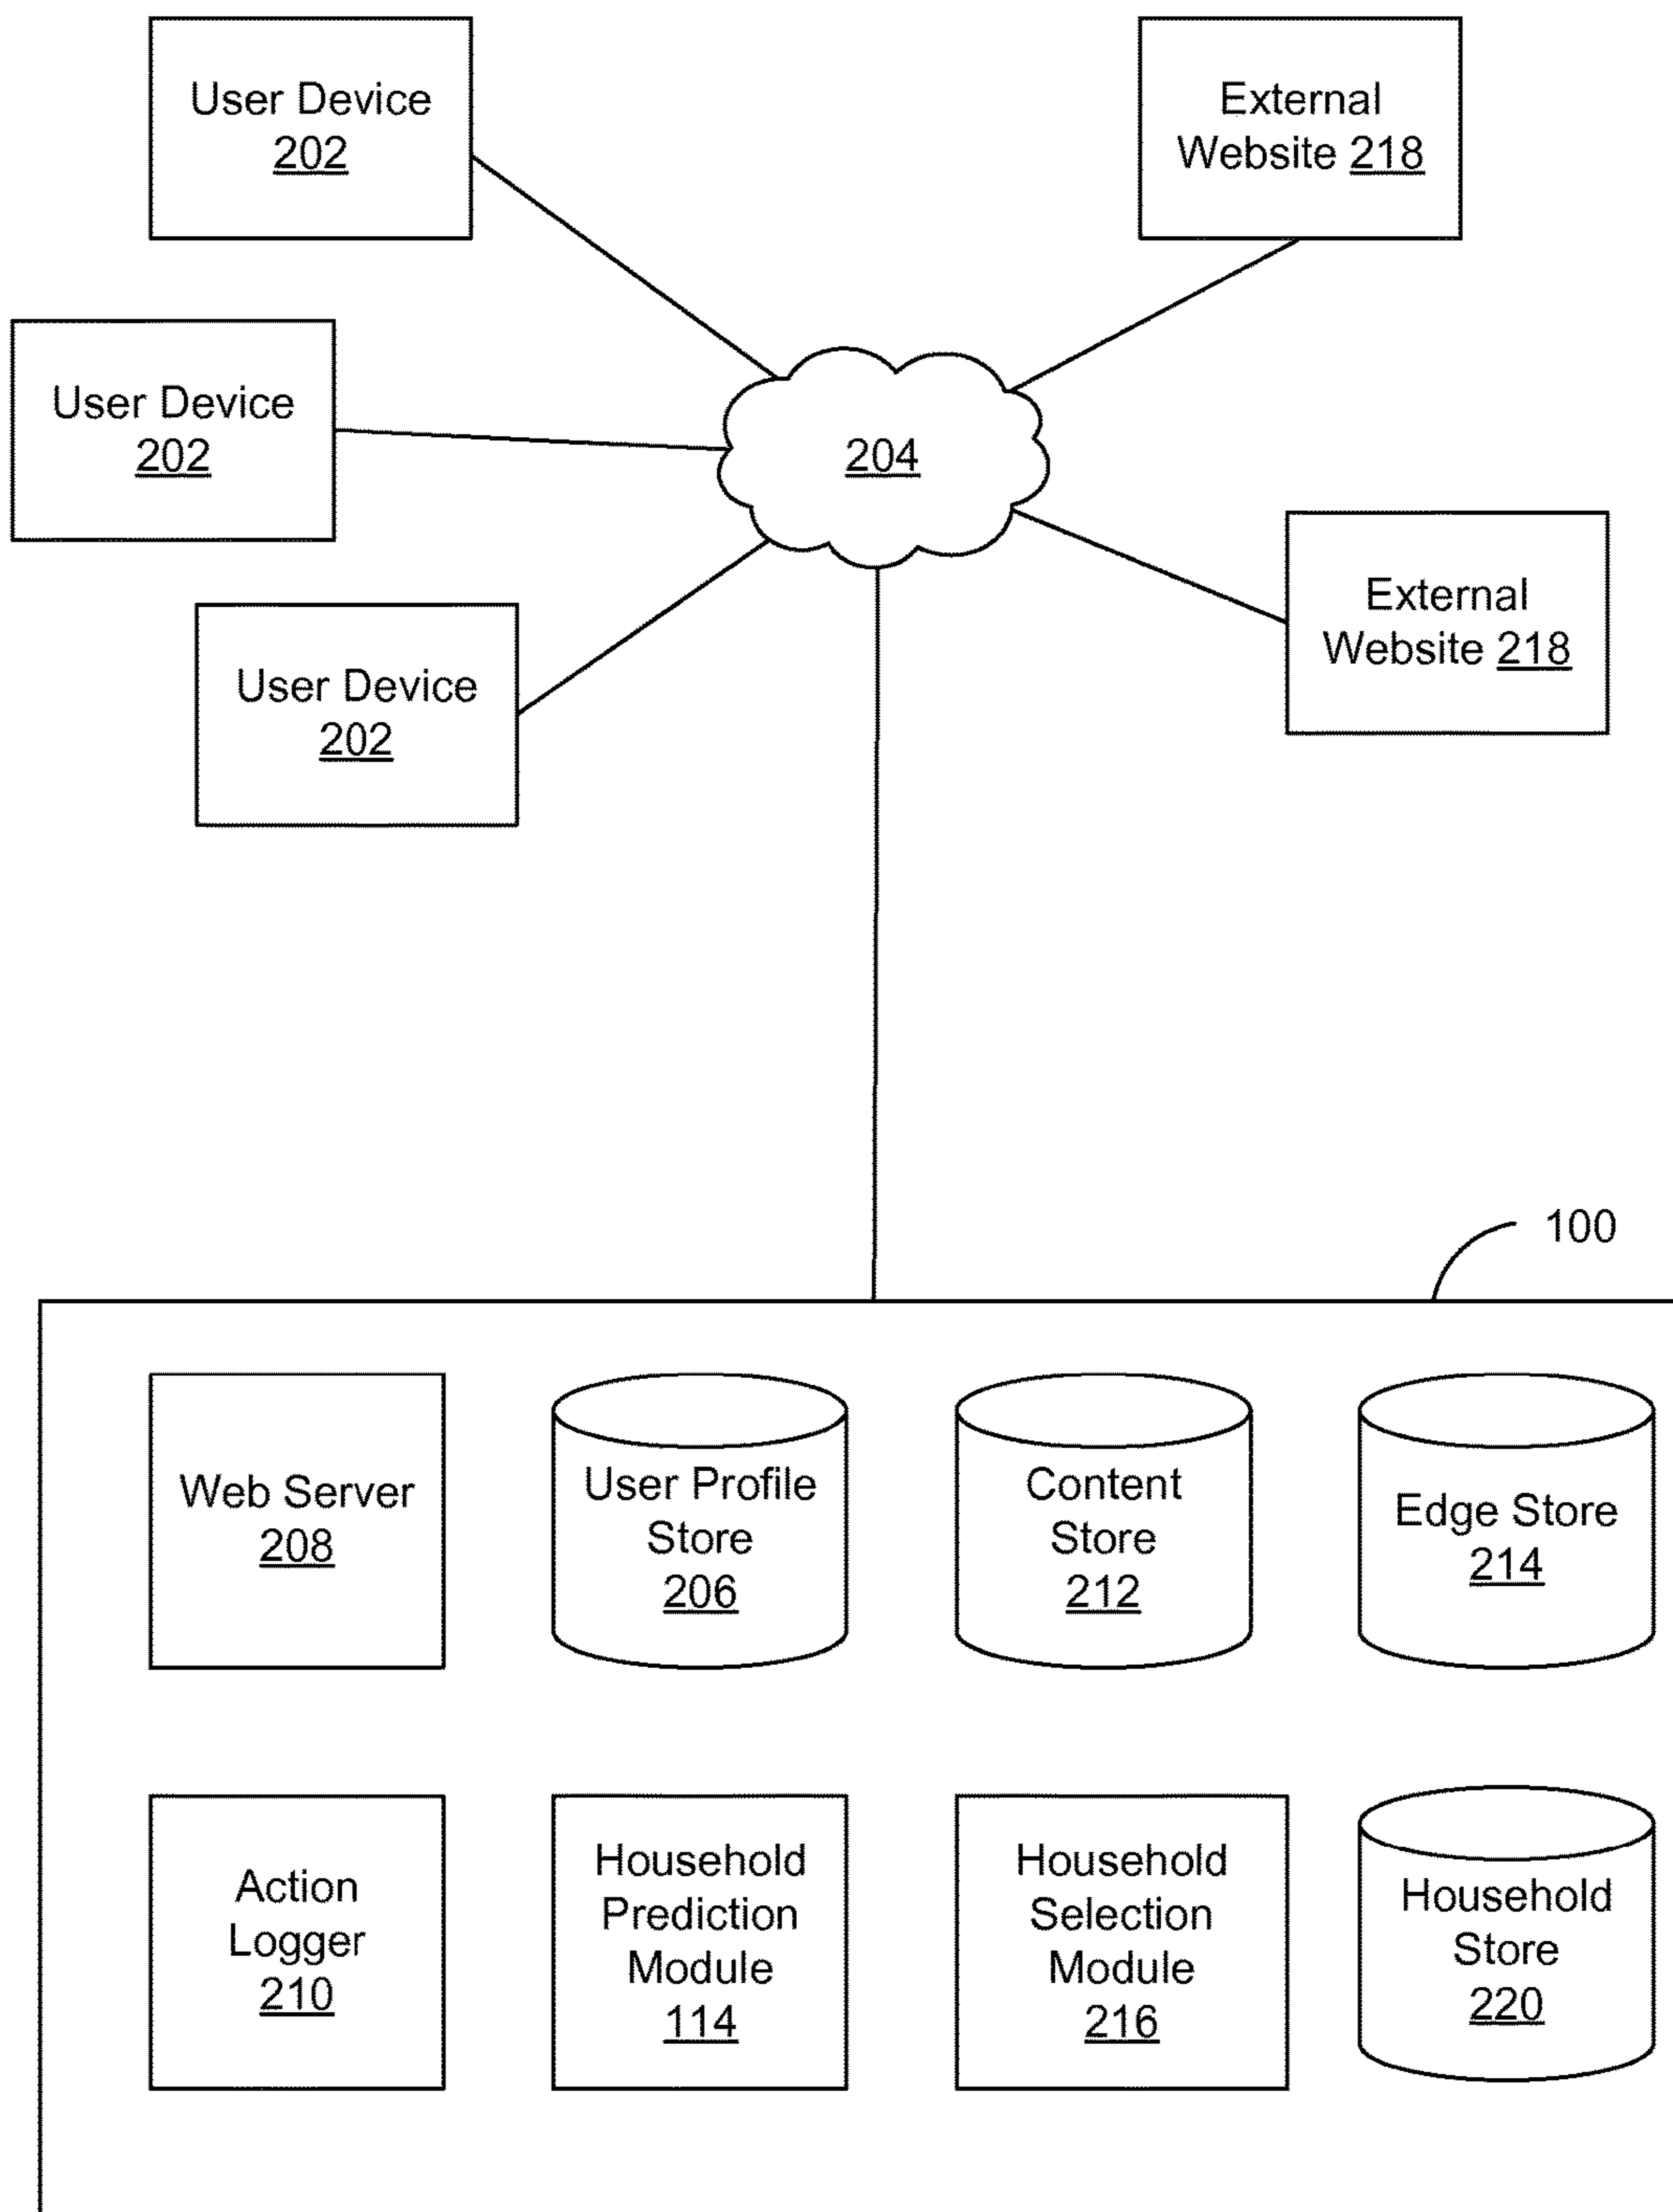 User Device
202
External
Website 218
User Device
202
204
External
Website 218
User Device
202
100
Web Server
208
User Profile
Store
206
Content
Store
212
Edge Store
214
Action
Logger
210
Household
Prediction
Module
114
Household
Selection
Module
216
Household
Store
220